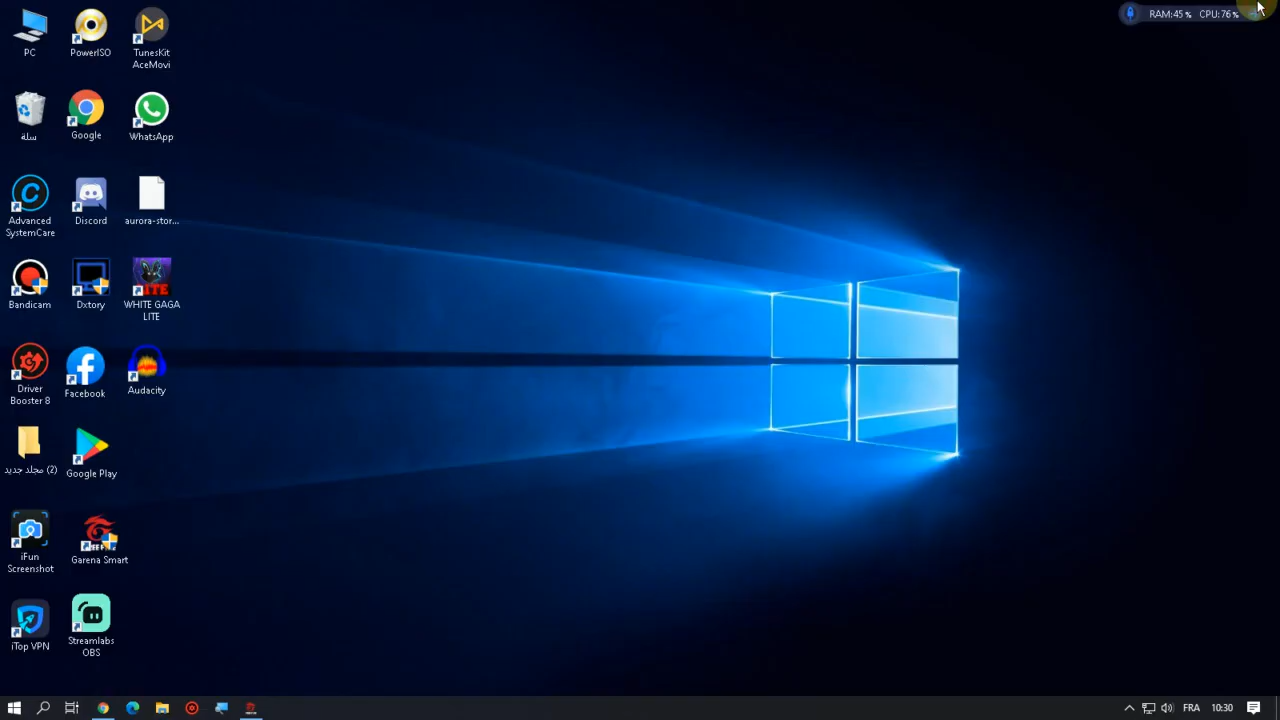 RAM:45% CPU:76%
PC
PowerISO
TunesKit
AceMovi
سلة
Google
WhatsApp
Advanced
SystemCare
Discord
aurora-stor...
Bandicam
Dxtory
WHITE GAGA
LITE
Driver
Booster 8
Facebook
Audacity
مجلد جديد (2)
Google Play
iFun
Screenshot
Garena Smart
iTop VPN
Streamlabs
OBS
FRA
10:30